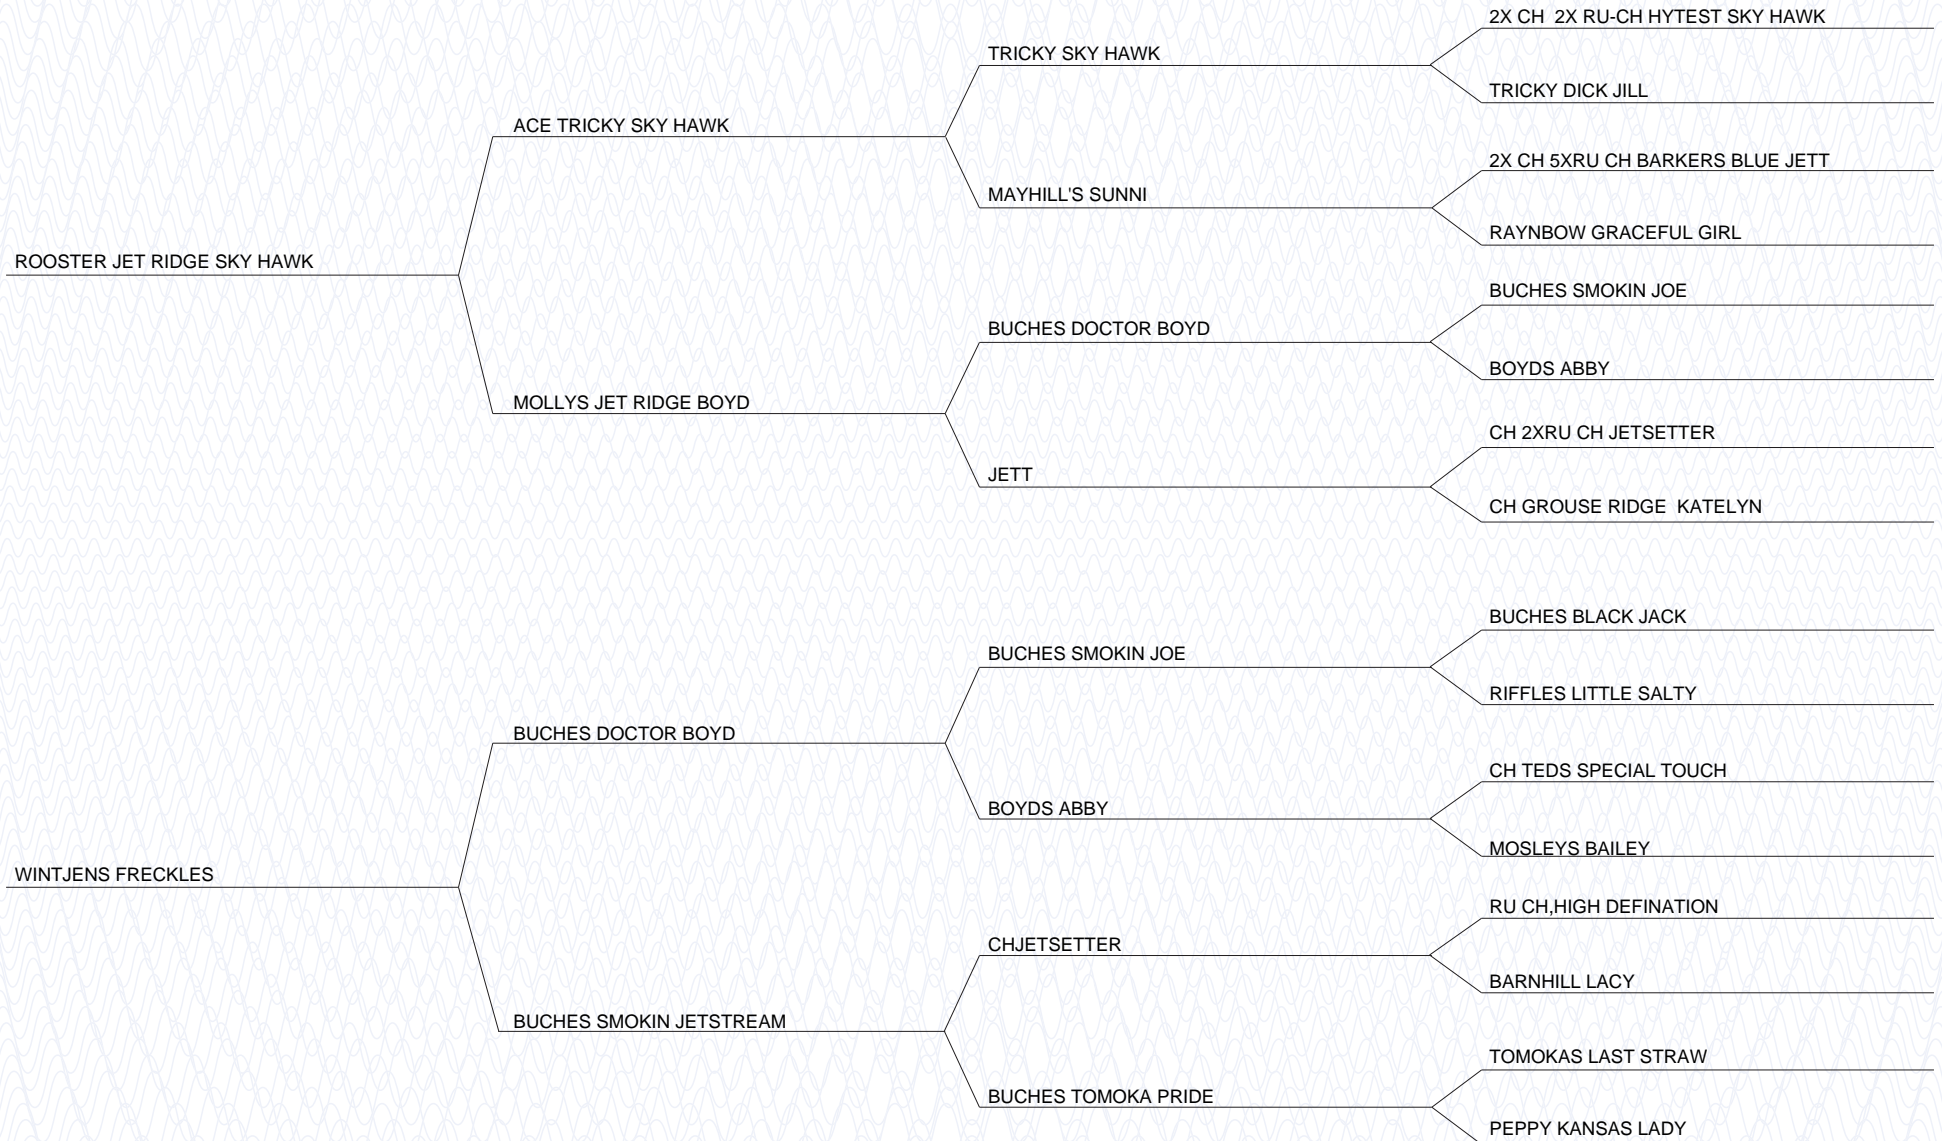 2X CH  2X RU-CH HYTEST SKY HAWK
TRICKY SKY HAWK
TRICKY DICK JILL
ACE TRICKY SKY HAWK
2X CH 5XRU CH BARKERS BLUE JETT
MAYHILL'S SUNNI
RAYNBOW GRACEFUL GIRL
ROOSTER JET RIDGE SKY HAWK
BUCHES SMOKIN JOE
BUCHES DOCTOR BOYD
BOYDS ABBY
MOLLYS JET RIDGE BOYD
CH 2XRU CH JETSETTER
JETT
CH GROUSE RIDGE  KATELYN
BUCHES BLACK JACK
BUCHES SMOKIN JOE
RIFFLES LITTLE SALTY
BUCHES DOCTOR BOYD
CH TEDS SPECIAL TOUCH
BOYDS ABBY
MOSLEYS BAILEY
WINTJENS FRECKLES
RU CH,HIGH DEFINATION
CHJETSETTER
BARNHILL LACY
BUCHES SMOKIN JETSTREAM
TOMOKAS LAST STRAW
BUCHES TOMOKA PRIDE
PEPPY KANSAS LADY